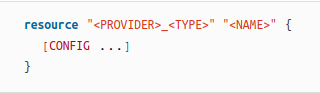 resource "<PROVIDER>_<TYPE>" "<NAME>" {
[CONFIG ...]
}